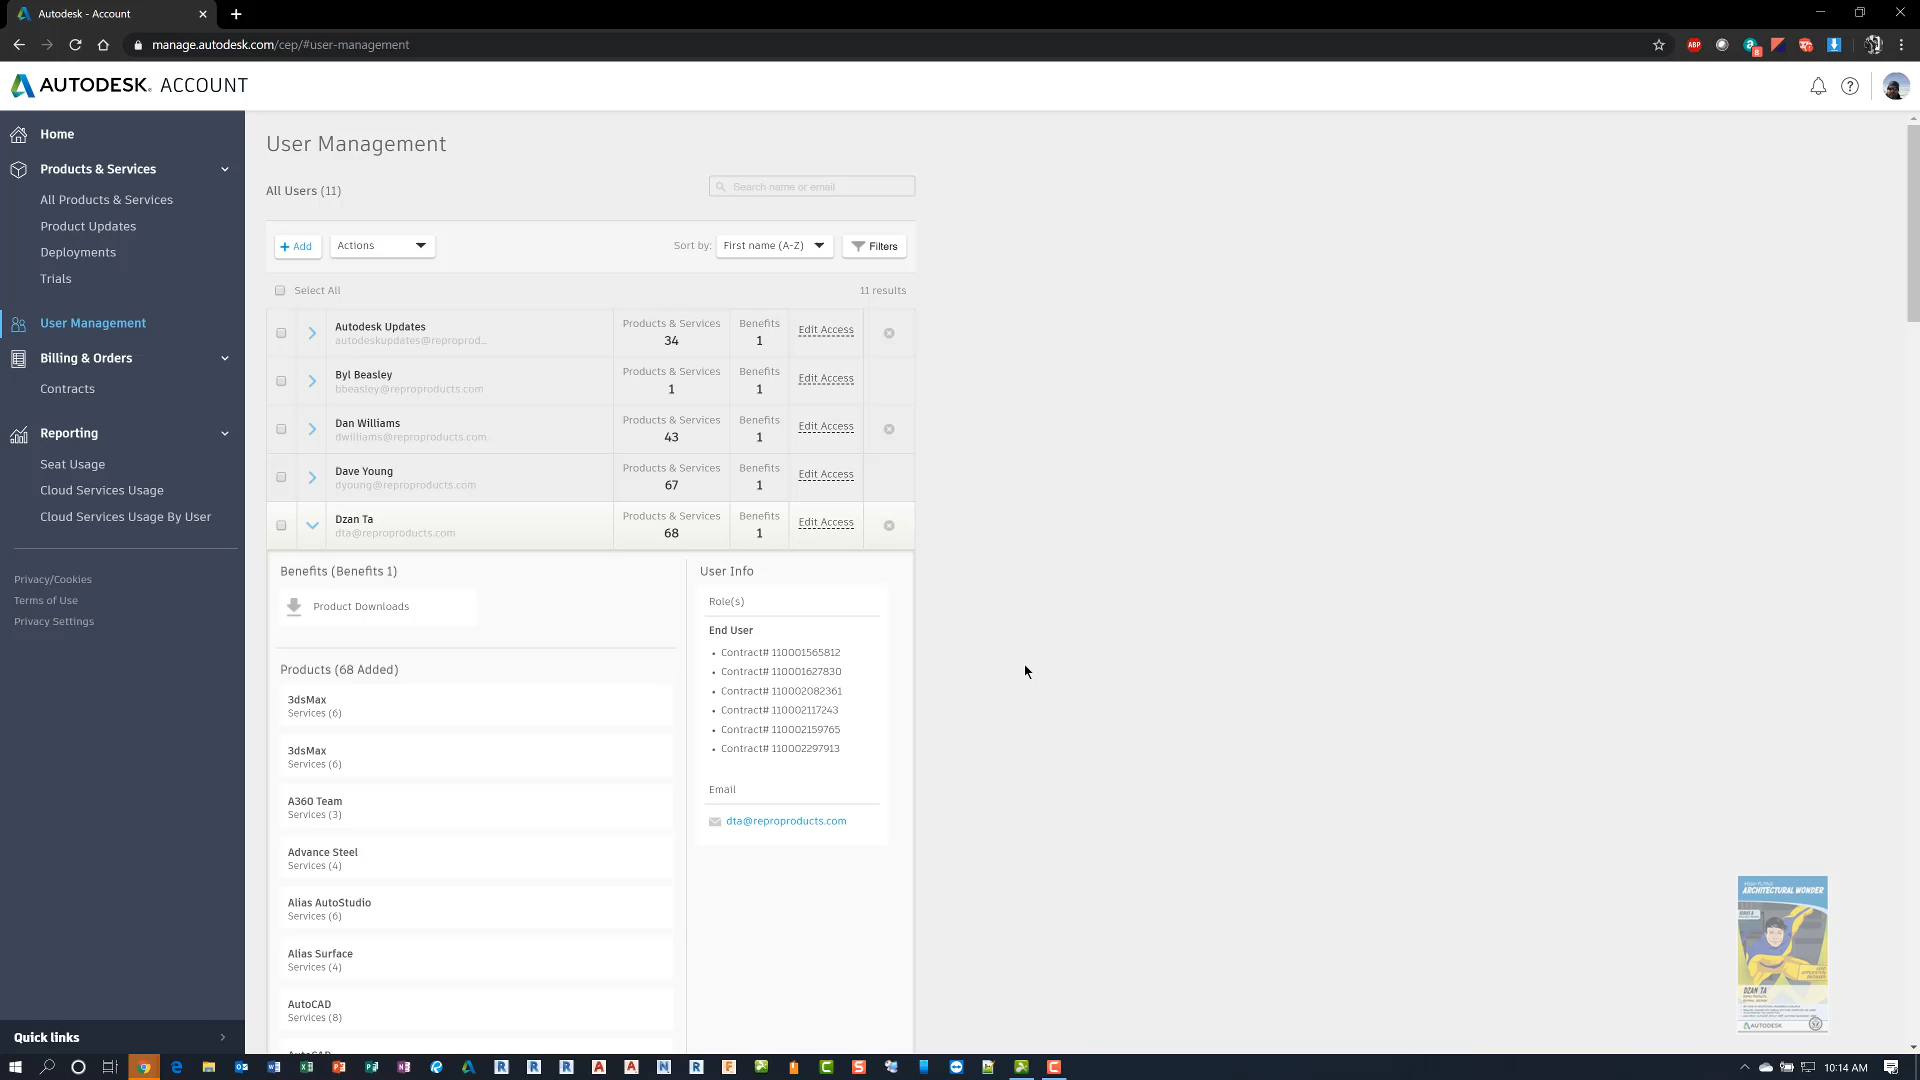 Autodesk - Account
manage.autodesk.com/cep/#user-management
ABP
8
AUTODESK. ACCOUNT
Home
Products & Services
All Products & Services
Product Updates
Deployments
Trials
User Management
Billing & Orders
Contracts
Reporting
Seat Usage
Cloud Services Usage
Cloud Services Usage By User
Privacy/Cookies
Terms of Use
Privacy Settings
Quick links
User Management
All Users (11)
Search name or email
+ Add
Actions
Sort by: First name (A-Z)
Filters
Select All
11 results
Autodesk Updates
autodeskupdates@reproprod...
Products & Services
34
Benefits
1
Edit Access
Byl Beasley
bbeasley@reproproducts.com
Products & Services
1
Benefits
1
Edit Access
Dan Williams
dwilliams@reproproducts.com
Products & Services
43
Benefits
1
Edit Access
Dave Young
dyoung@reproproducts.com
Products & Services
67
Benefits
1
Edit Access
Dzan Ta
dta@reproproducts.com
Products & Services
68
Benefits
1
Edit Access
Benefits (Benefits 1)
Product Downloads
Products (68 Added)
3dsMax
Services (6)
3dsMax
Services (6)
A360 Team
Services (3)
Advance Steel
Services (4)
Alias AutoStudio
Services (6)
Alias Surface
Services (4)
AutoCAD
Services (8)
AutoCAD
User Info
Role(s)
End User
• Contract# 110001565812
• Contract# 110001627830
• Contract# 110002082361
• Contract# 110002117243
• Contract# 110002159765
• Contract# 110002297913
Email
dta@reproproducts.com
ARCHITECTURAL WONDER
DZAN TA
AUTODESK
10:14 AM